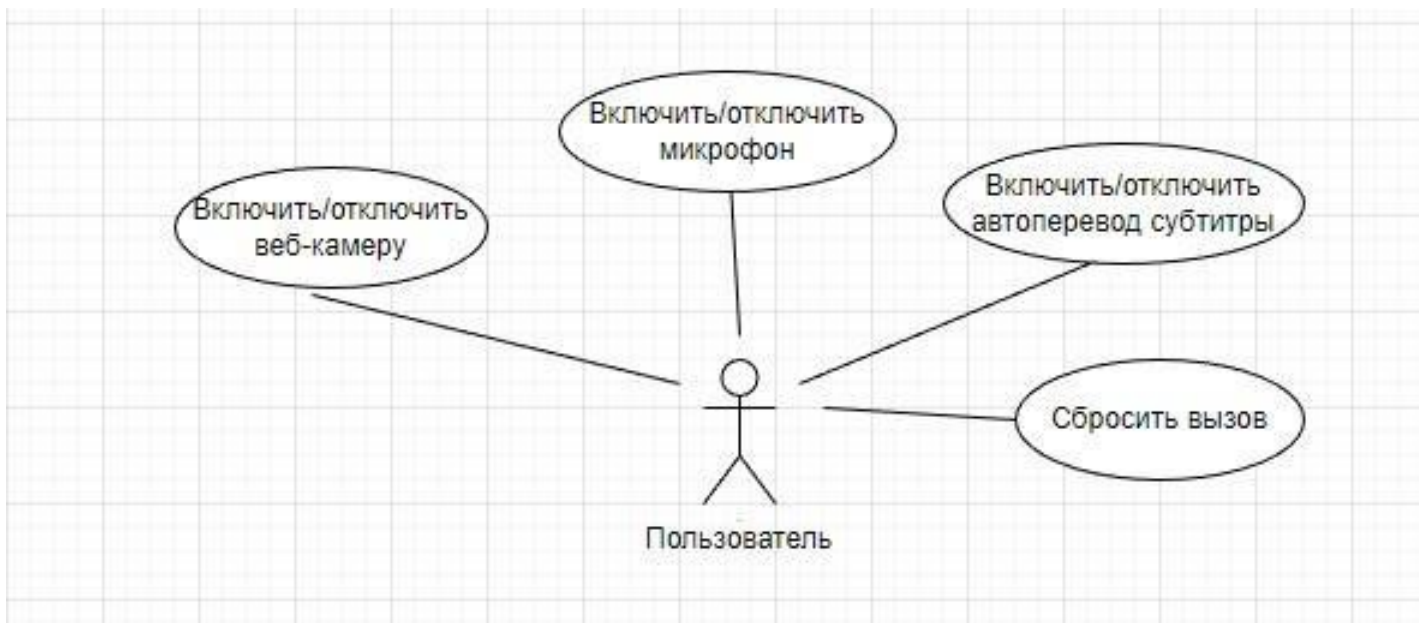 Включить/отключить
микрофон
Включить/отключить
автоперевод субтитры
Включить/отключить
веб-камеру
Сбросить вызов
Пользователь